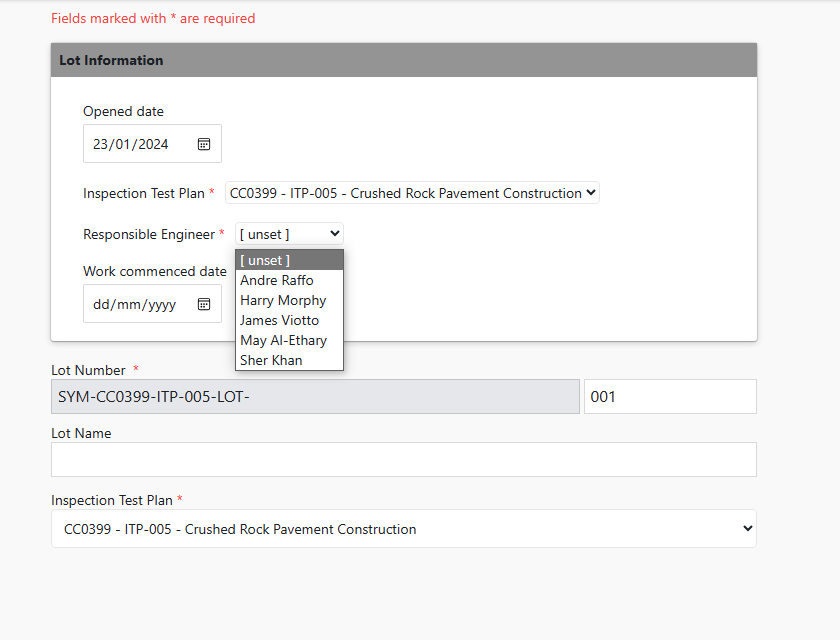 Fields marked with * are required
Lot Information
Opened date
23/01/2024
Inspection Test Plan * CC0399 - ITP-005 - Crushed Rock Pavement Construction
Responsible Engineer * [ unset ]
[ unset ]
Andre Raffo
Harry Morphy
James Viotto
May Al-Ethary
Sher Khan
Work commenced date
dd/mm/yyyy
Lot Number *
SYM-CC0399-ITP-005-LOT- 001
Lot Name
Inspection Test Plan *
CC0399 - ITP-005 - Crushed Rock Pavement Construction